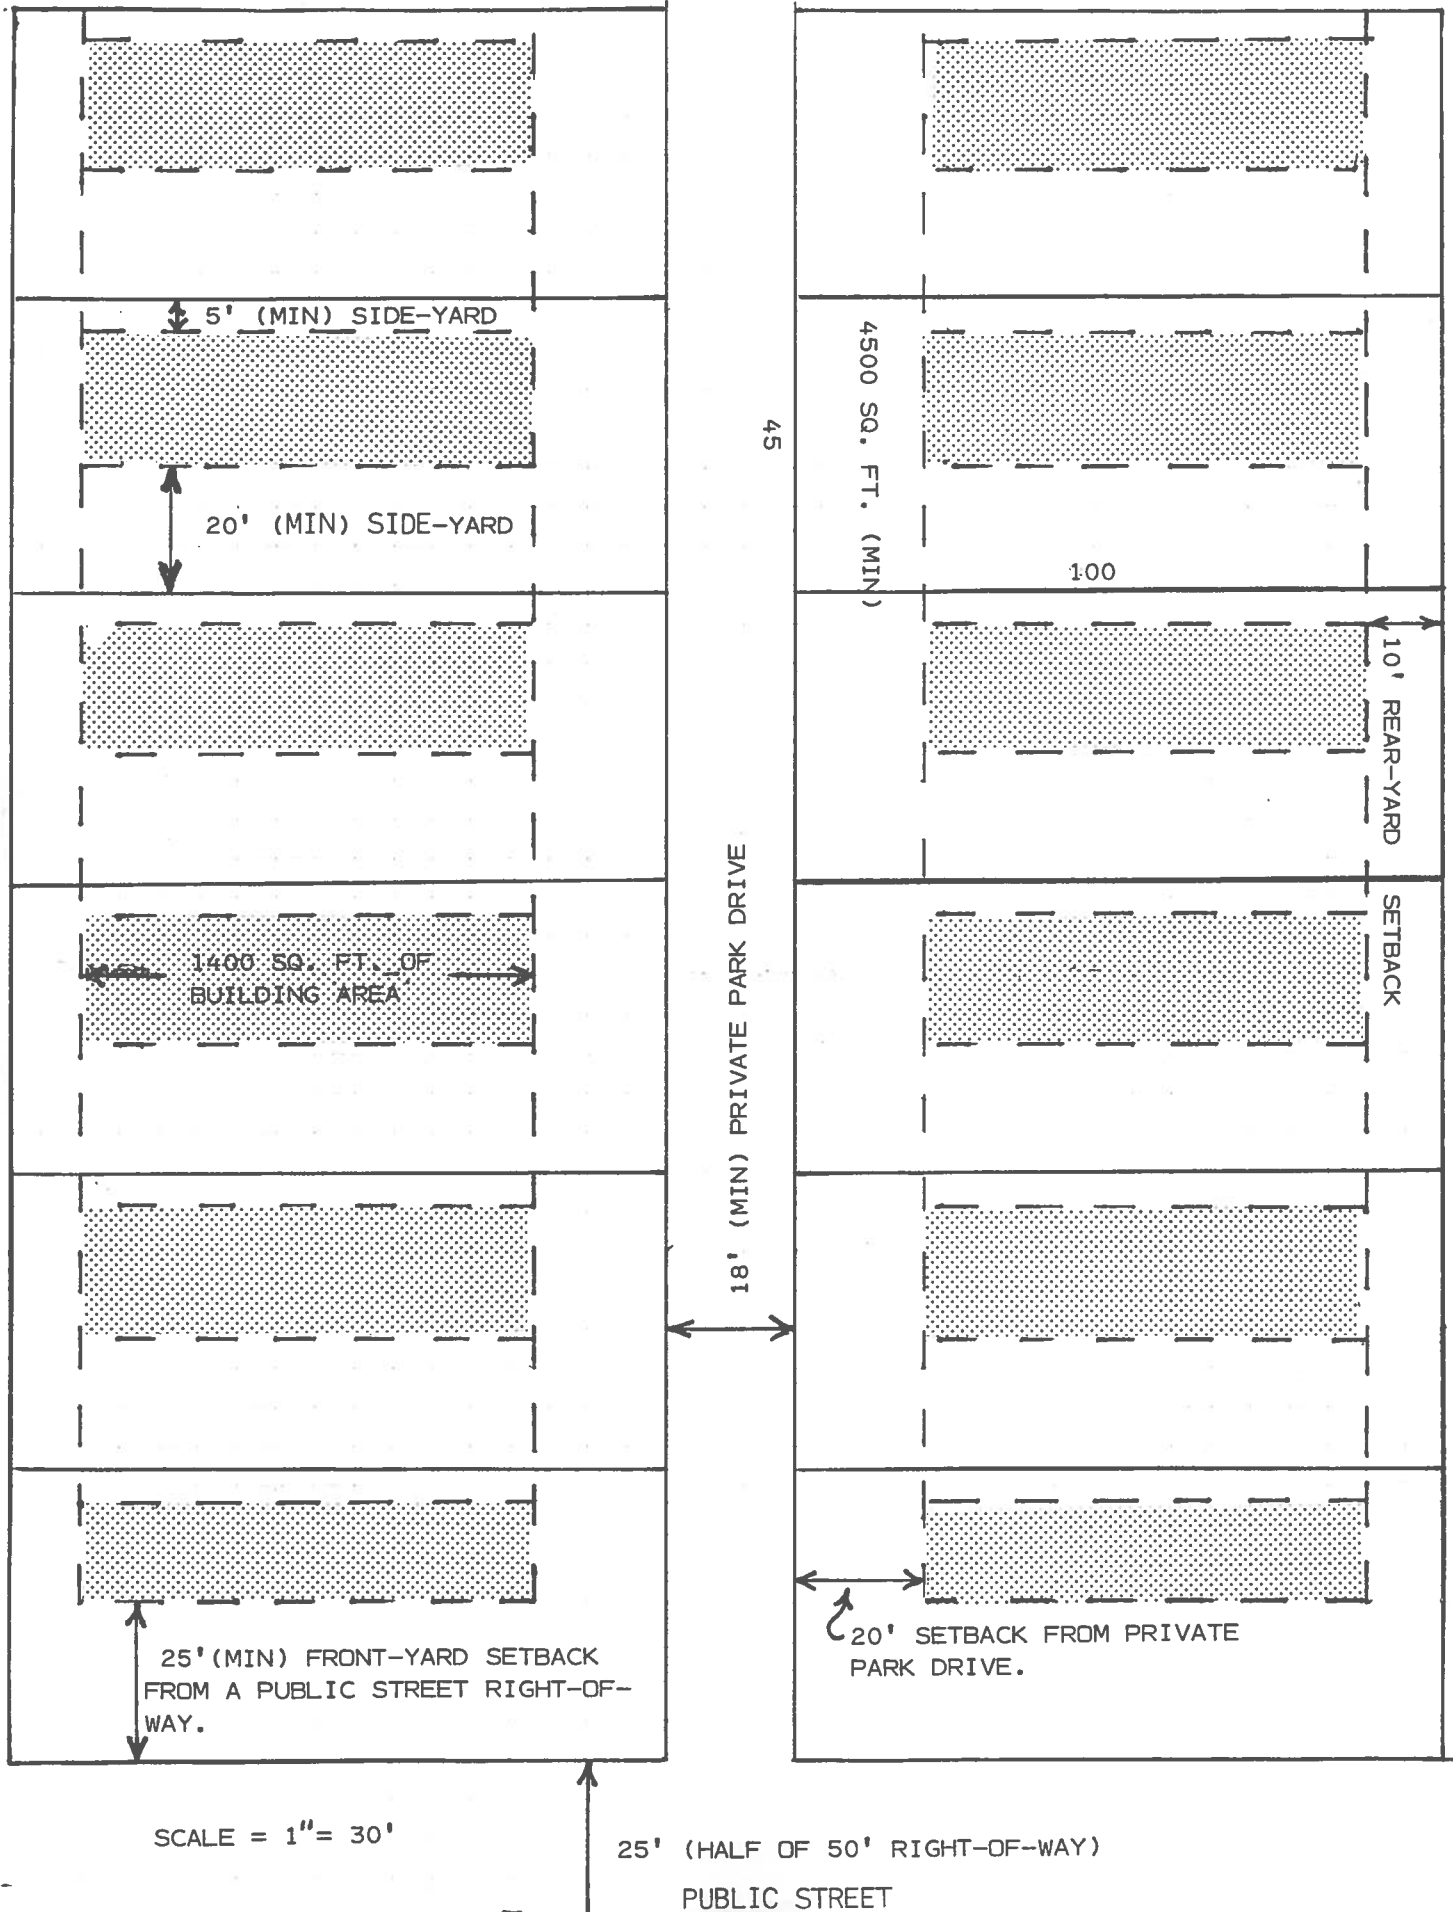 5' (MIN) SIDE-YARD
20' (MIN) SIDE-YARD
45
4500 SQ. FT. (MIN)
100
10' REAR-YARD SETBACK
1400 SQ. FT. OF
BUILDING AREA
18' (MIN) PRIVATE PARK DRIVE
25'(MIN) FRONT-YARD SETBACK
FROM A PUBLIC STREET RIGHT-OF-
WAY.
20' SETBACK FROM PRIVATE
PARK DRIVE.
SCALE = 1"= 30'
25' (HALF OF 50' RIGHT-OF-WAY)
PUBLIC STREET